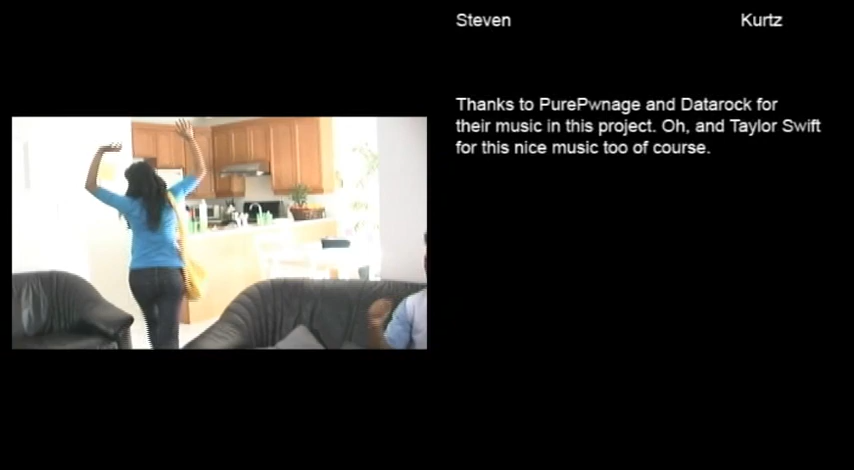 Steven Kurtz
Thanks to PurePwnage and Datarock for
their music in this project. Oh, and Taylor Swift
for this nice music too of course.